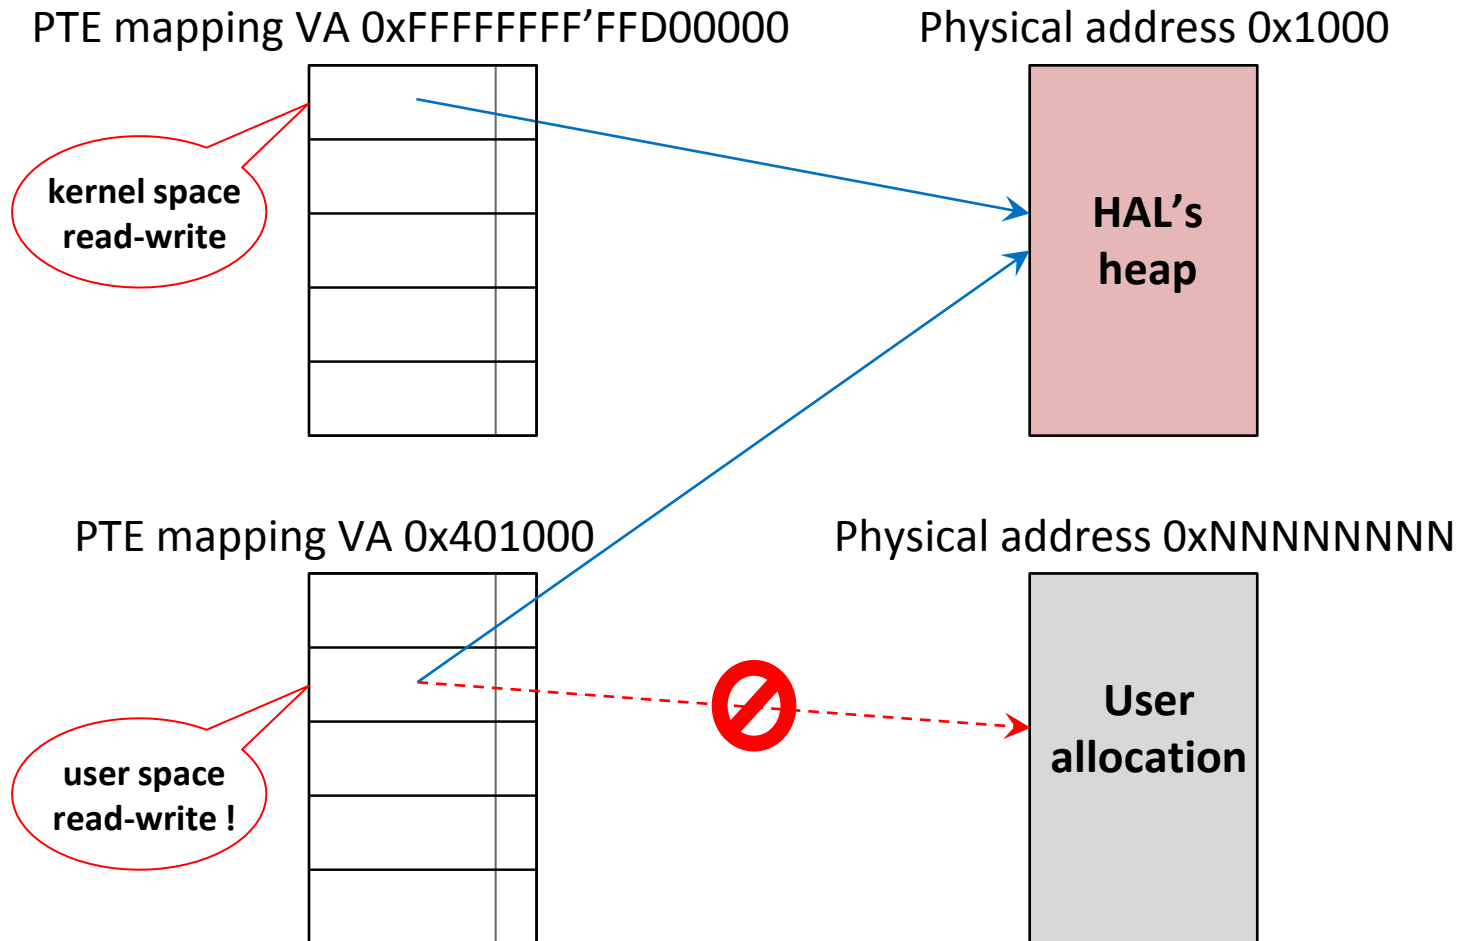 PTE mapping VA 0xFFFFFFFF’FFD00000
Physical address 0x1000
kernel space
read-write
HAL’s
heap
PTE mapping VA 0x401000
Physical address 0xNNNNNNNN
user space
read-write !
User
allocation